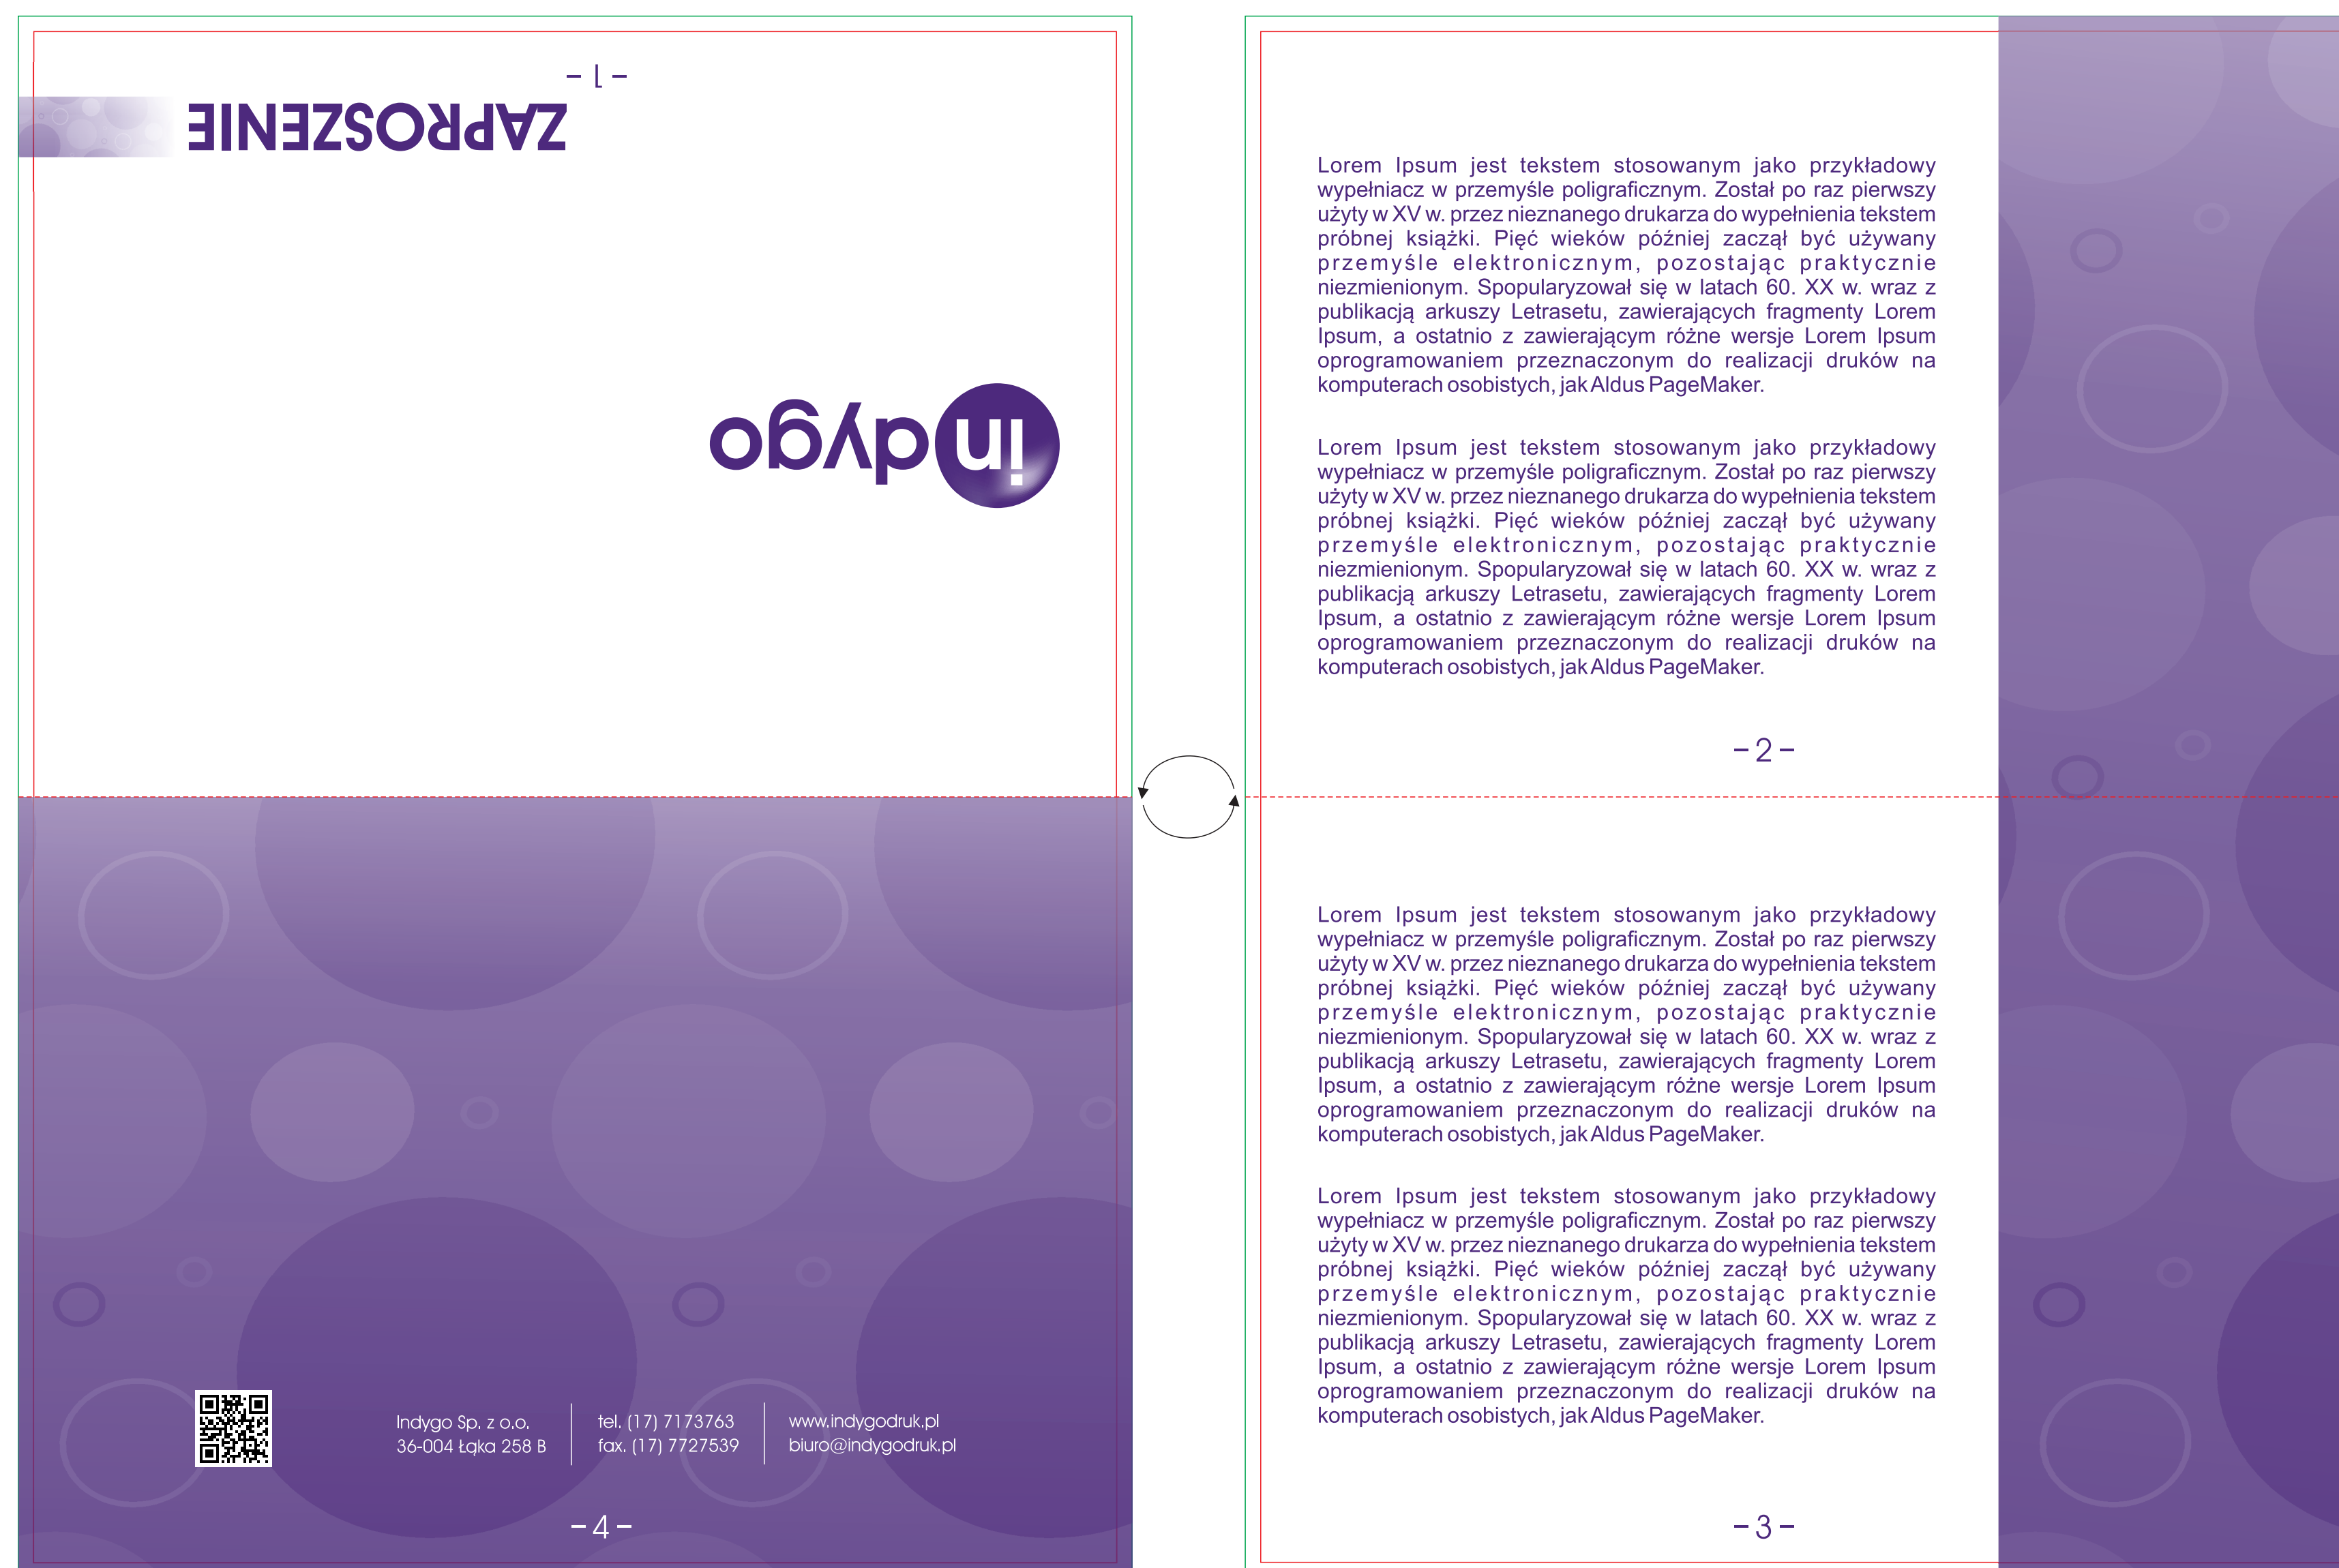 - 1 -
ZAPROSZENIE
indygo
Indygo Sp. z o.o.
36-004 Łąka 258 B
tel. (17) 7173763
fax. (17) 7727539
www.indygodruk.pl
biuro@indygodruk.pl
- 4 -
Lorem Ipsum jest tekstem stosowanym jako przykładowy
wypełniacz w przemyśle poligraficznym. Został po raz pierwszy
użyty w XV w. przez nieznanego drukarza do wypełnienia tekstem
próbnej książki. Pięć wieków później zaczął być używany
przemyśle elektronicznym, pozostając praktycznie
niezmienionym. Spopularyzował się w latach 60. XX w. wraz z
publikacją arkuszy Letrasetu, zawierających fragmenty Lorem
Ipsum, a ostatnio z zawierającym różne wersje Lorem Ipsum
oprogramowaniem przeznaczonym do realizacji druków na
komputerach osobistych, jak Aldus PageMaker.
Lorem Ipsum jest tekstem stosowanym jako przykładowy
wypełniacz w przemyśle poligraficznym. Został po raz pierwszy
użyty w XV w. przez nieznanego drukarza do wypełnienia tekstem
próbnej książki. Pięć wieków później zaczął być używany
przemyśle elektronicznym, pozostając praktycznie
niezmienionym. Spopularyzował się w latach 60. XX w. wraz z
publikacją arkuszy Letrasetu, zawierających fragmenty Lorem
Ipsum, a ostatnio z zawierającym różne wersje Lorem Ipsum
oprogramowaniem przeznaczonym do realizacji druków na
komputerach osobistych, jak Aldus PageMaker.
- 2 -
Lorem Ipsum jest tekstem stosowanym jako przykładowy
wypełniacz w przemyśle poligraficznym. Został po raz pierwszy
użyty w XV w. przez nieznanego drukarza do wypełnienia tekstem
próbnej książki. Pięć wieków później zaczął być używany
przemyśle elektronicznym, pozostając praktycznie
niezmienionym. Spopularyzował się w latach 60. XX w. wraz z
publikacją arkuszy Letrasetu, zawierających fragmenty Lorem
Ipsum, a ostatnio z zawierającym różne wersje Lorem Ipsum
oprogramowaniem przeznaczonym do realizacji druków na
komputerach osobistych, jak Aldus PageMaker.
Lorem Ipsum jest tekstem stosowanym jako przykładowy
wypełniacz w przemyśle poligraficznym. Został po raz pierwszy
użyty w XV w. przez nieznanego drukarza do wypełnienia tekstem
próbnej książki. Pięć wieków później zaczął być używany
przemyśle elektronicznym, pozostając praktycznie
niezmienionym. Spopularyzował się w latach 60. XX w. wraz z
publikacją arkuszy Letrasetu, zawierających fragmenty Lorem
Ipsum, a ostatnio z zawierającym różne wersje Lorem Ipsum
oprogramowaniem przeznaczonym do realizacji druków na
komputerach osobistych, jak Aldus PageMaker.
- 3 -